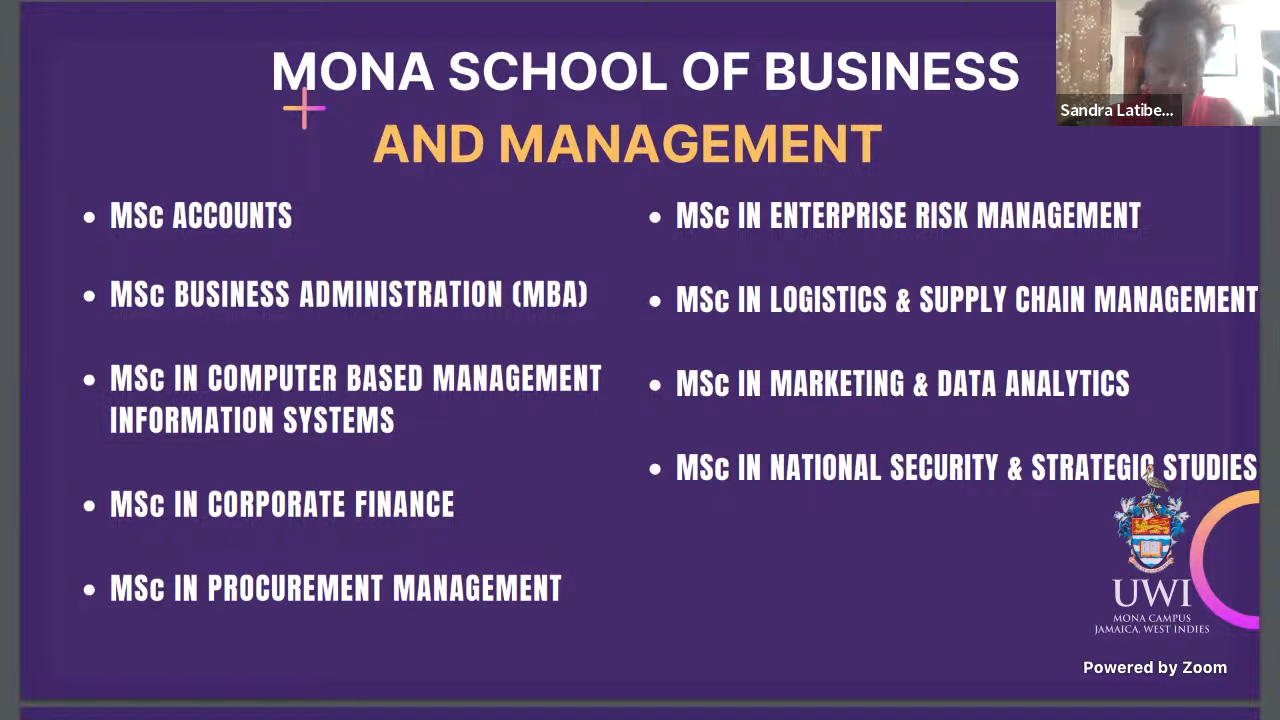 MONA SCHOOL OF BUSINESS
AND MANAGEMENT
Sandra Latibe...
• MSc ACCOUNTS
• MSc BUSINESS ADMINISTRATION (MBA)
• MSc IN COMPUTER BASED MANAGEMENT
INFORMATION SYSTEMS
• MSc IN CORPORATE FINANCE
• MSc IN PROCUREMENT MANAGEMENT
• MSc IN ENTERPRISE RISK MANAGEMENT
• MSc IN LOGISTICS & SUPPLY CHAIN MANAGEMENT
• MSc IN MARKETING & DATA ANALYTICS
• MSc IN NATIONAL SECURITY & STRATEGIC STUDIES
UWI
MONA CAMPUS
JAMAICA, WEST INDIES
Powered by Zoom